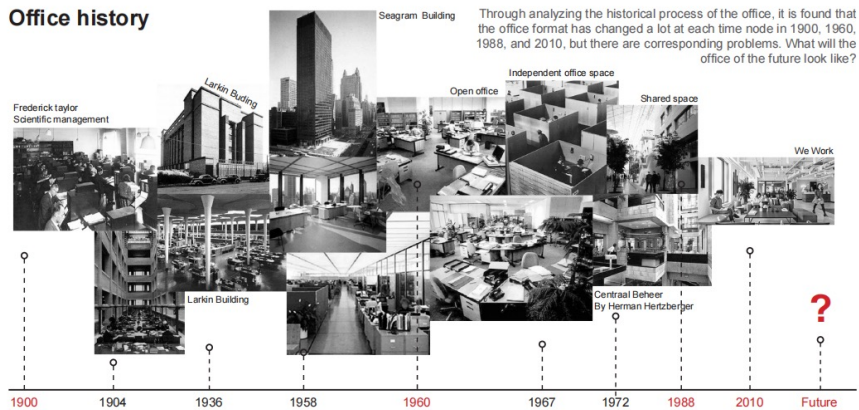 Office history
Through analyzing the historical process of the office, it is found that
the office format has changed a lot at each time node in 1900, 1960,
1988, and 2010, but there are corresponding problems. What will the
office of the future look like?
Seagram Building
Larkin Buding
Open office
Independent office space
Shared space
Frederick taylor
Scientific management
We Work
Larkin Building
Centraal Beheer
By Herman Hertzberger
?
1900
1904
1936
1958
1960
1967
1972
1988
2010
Future